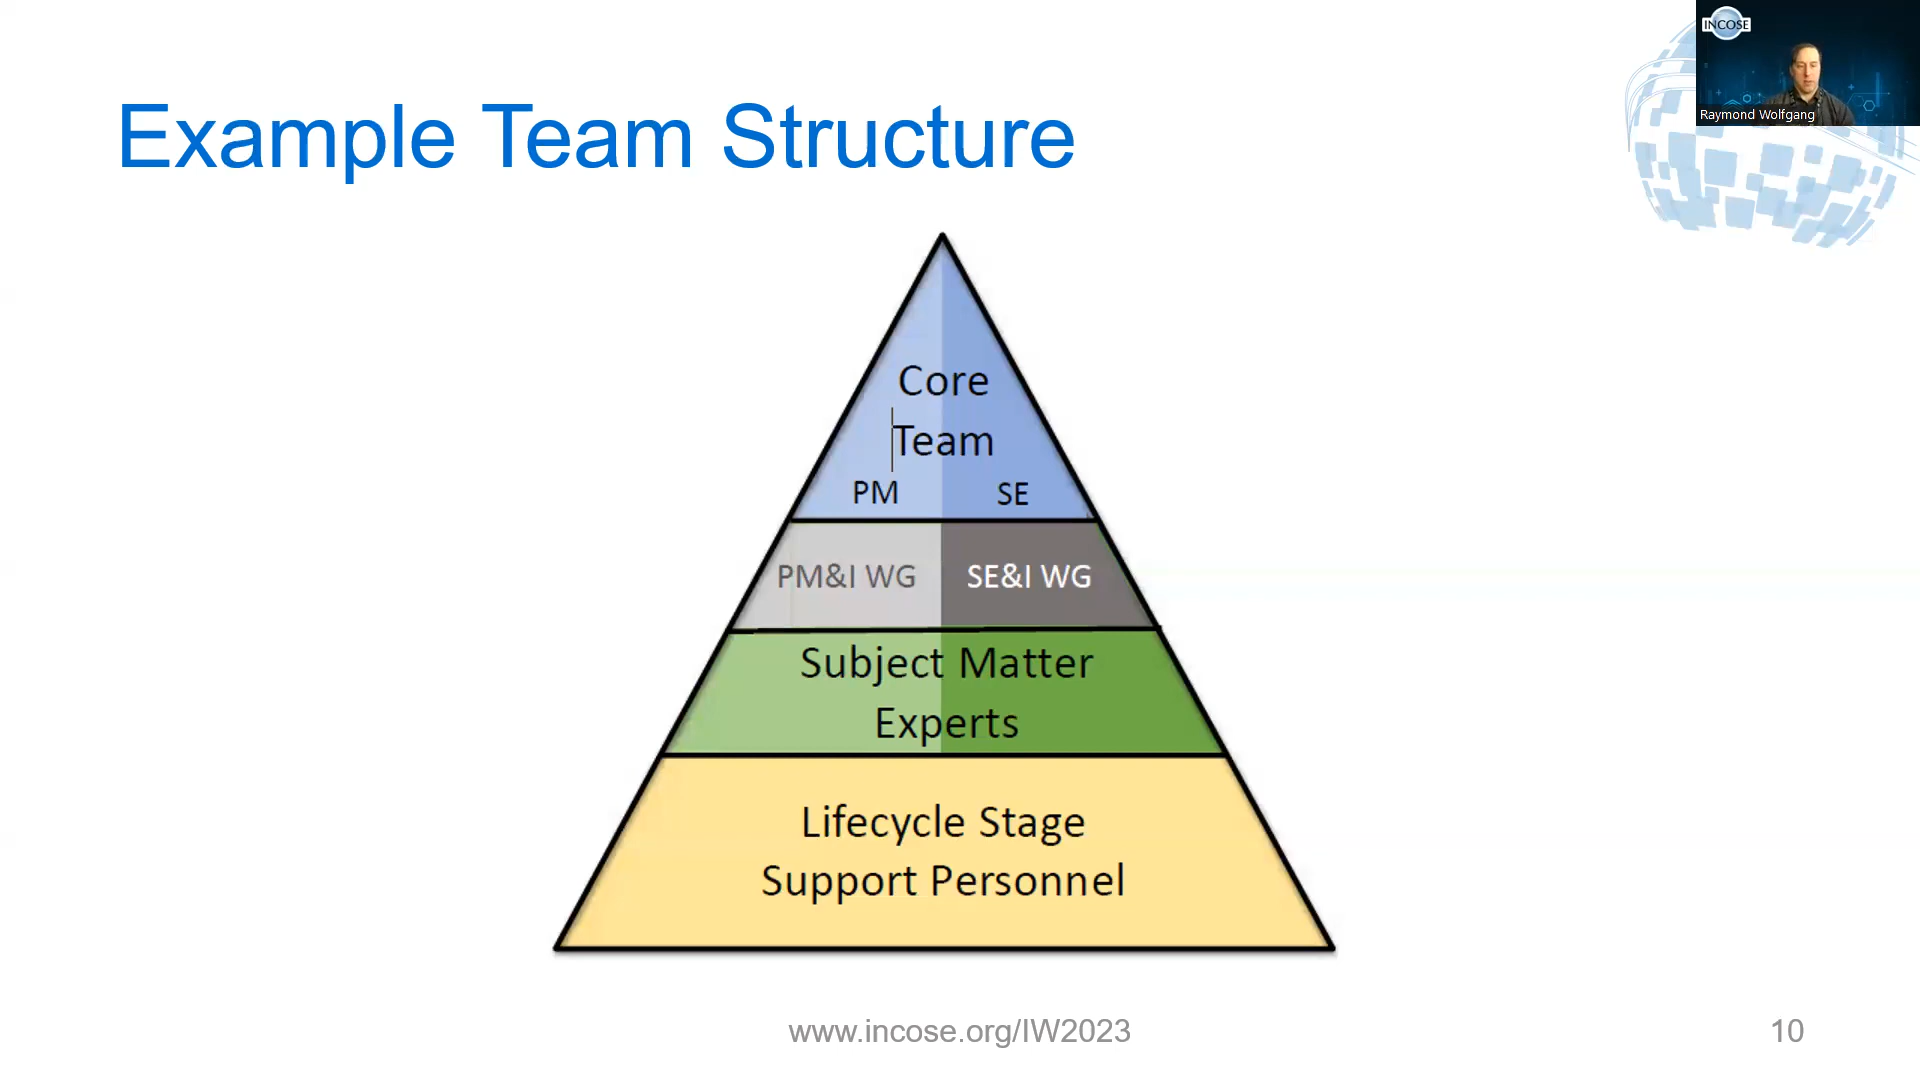 INCOSE
Raymond Wolfgang
Example Team Structure
Core
Team
PM SE
PM&I WG SE&I WG
Subject Matter
Experts
Lifecycle Stage
Support Personnel
www.incose.org/IW2023
10